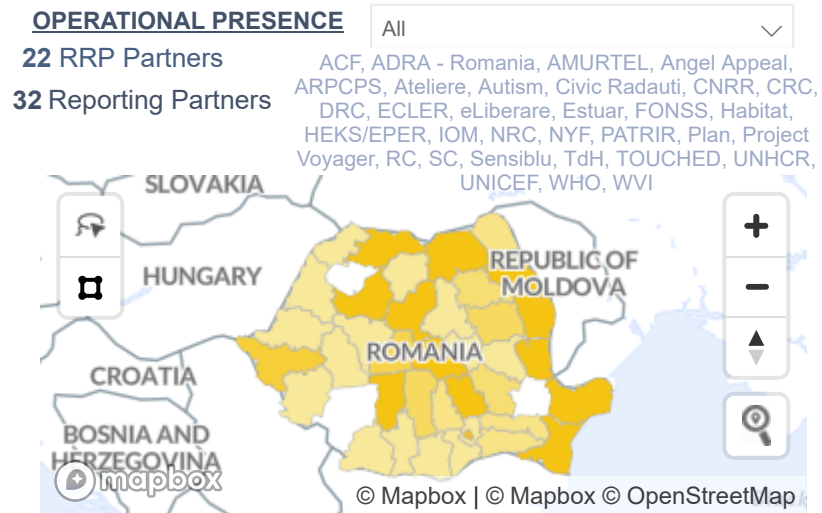 OPERATIONAL PRESENCE
22 RRP Partners
32 Reporting Partners
All
ACF, ADRA - Romania, AMURTEL, Angel Appeal,
ARPCPS, Ateliere, Autism, Civic Radauti, CNRR, CRC,
DRC, ECLER, eLiberare, Estuar, FONSS, Habitat,
HEKS/EPER, IOM, NRC, NYF, PATRIR, Plan, Project
Voyager, RC, SC, Sensiblu, TdH, TOUCHED, UNHCR,
UNICEF, WHO, WVI
SLOVAKIA
HUNGARY
REPUBLIC OF
MOLDOVA
ROMANIA
CROATIA
BOSNIA AND
HERZEGOVINA
mapbox
© Mapbox | © Mapbox © OpenStreetMap